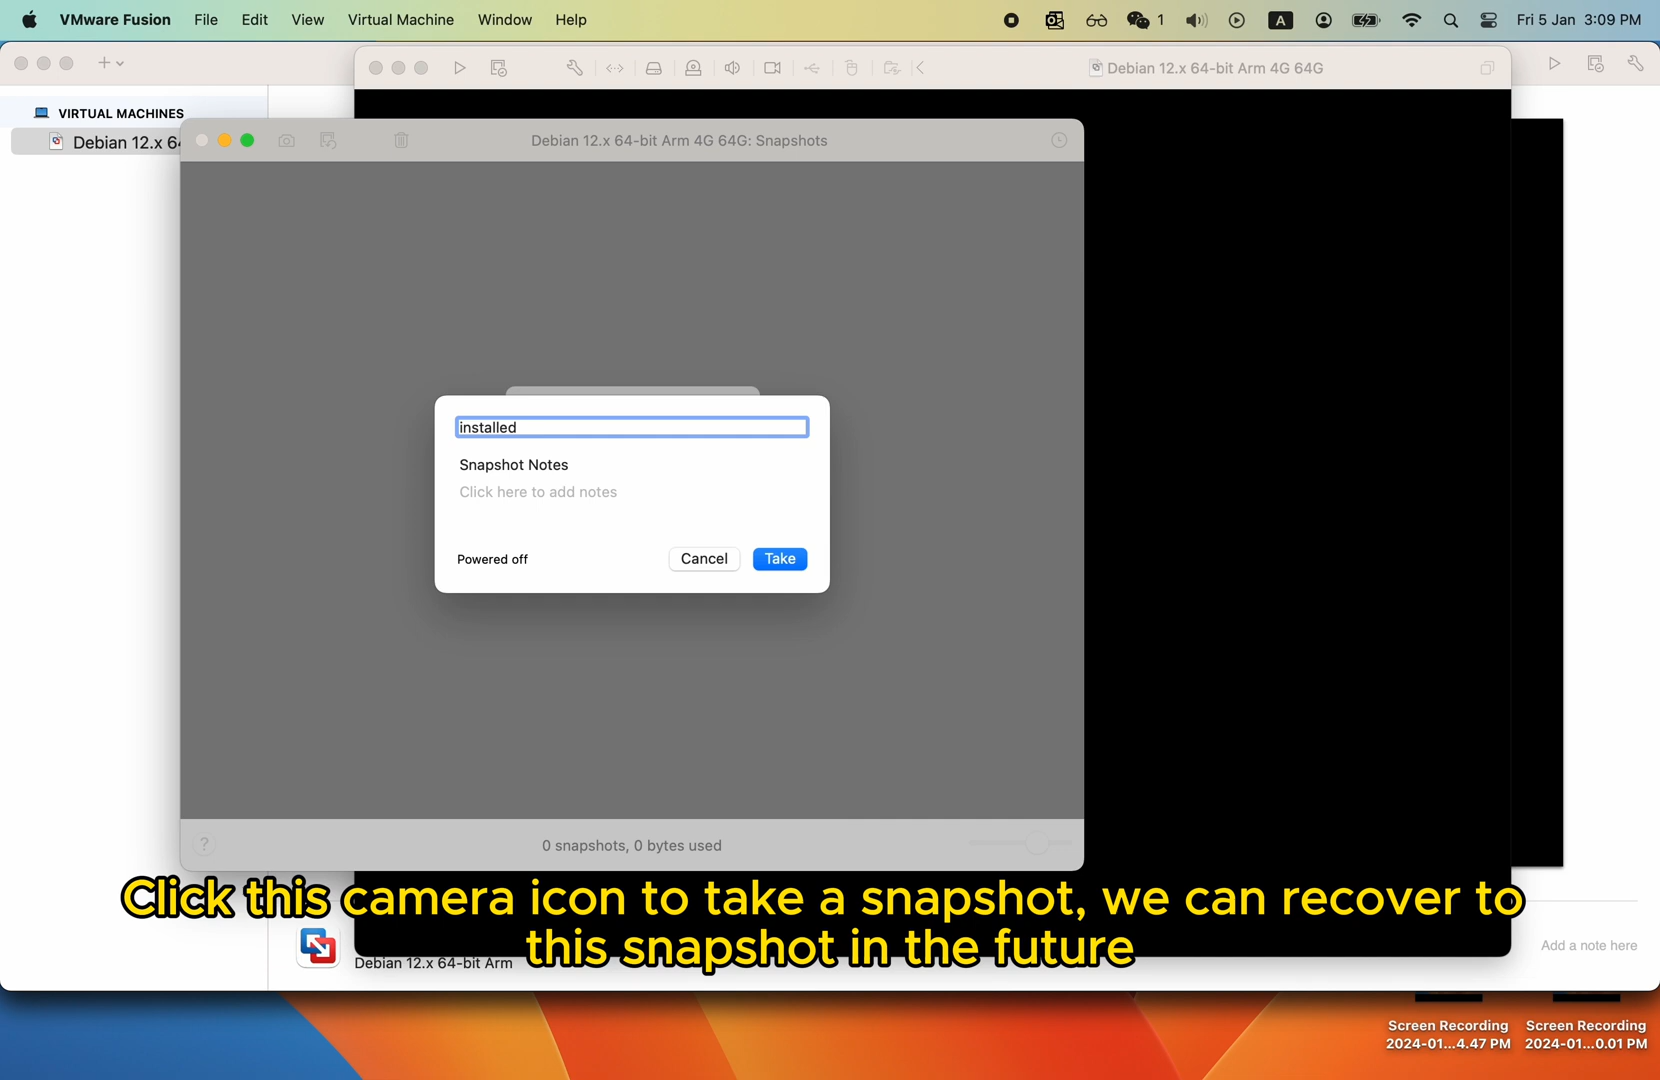 VMware Fusion File Edit View Virtual Machine Window Help 1 A Fri 5 Jan 3:09 PM
Debian 12.x 64-bit Arm 4G 64G
VIRTUAL MACHINES
Debian 12.x 64
Debian 12.x 64-bit Arm 4G 64G: Snapshots
installed
Snapshot Notes
Click here to add notes
Powered off Cancel Take
? 0 snapshots, 0 bytes used
Click this camera icon to take a snapshot, we can recover to
this snapshot in the future
Add a note here
Debian 12.x 64-bit Arm
Screen Recording
2024-01...4.47 PM
Screen Recording
2024-01...0.01 PM